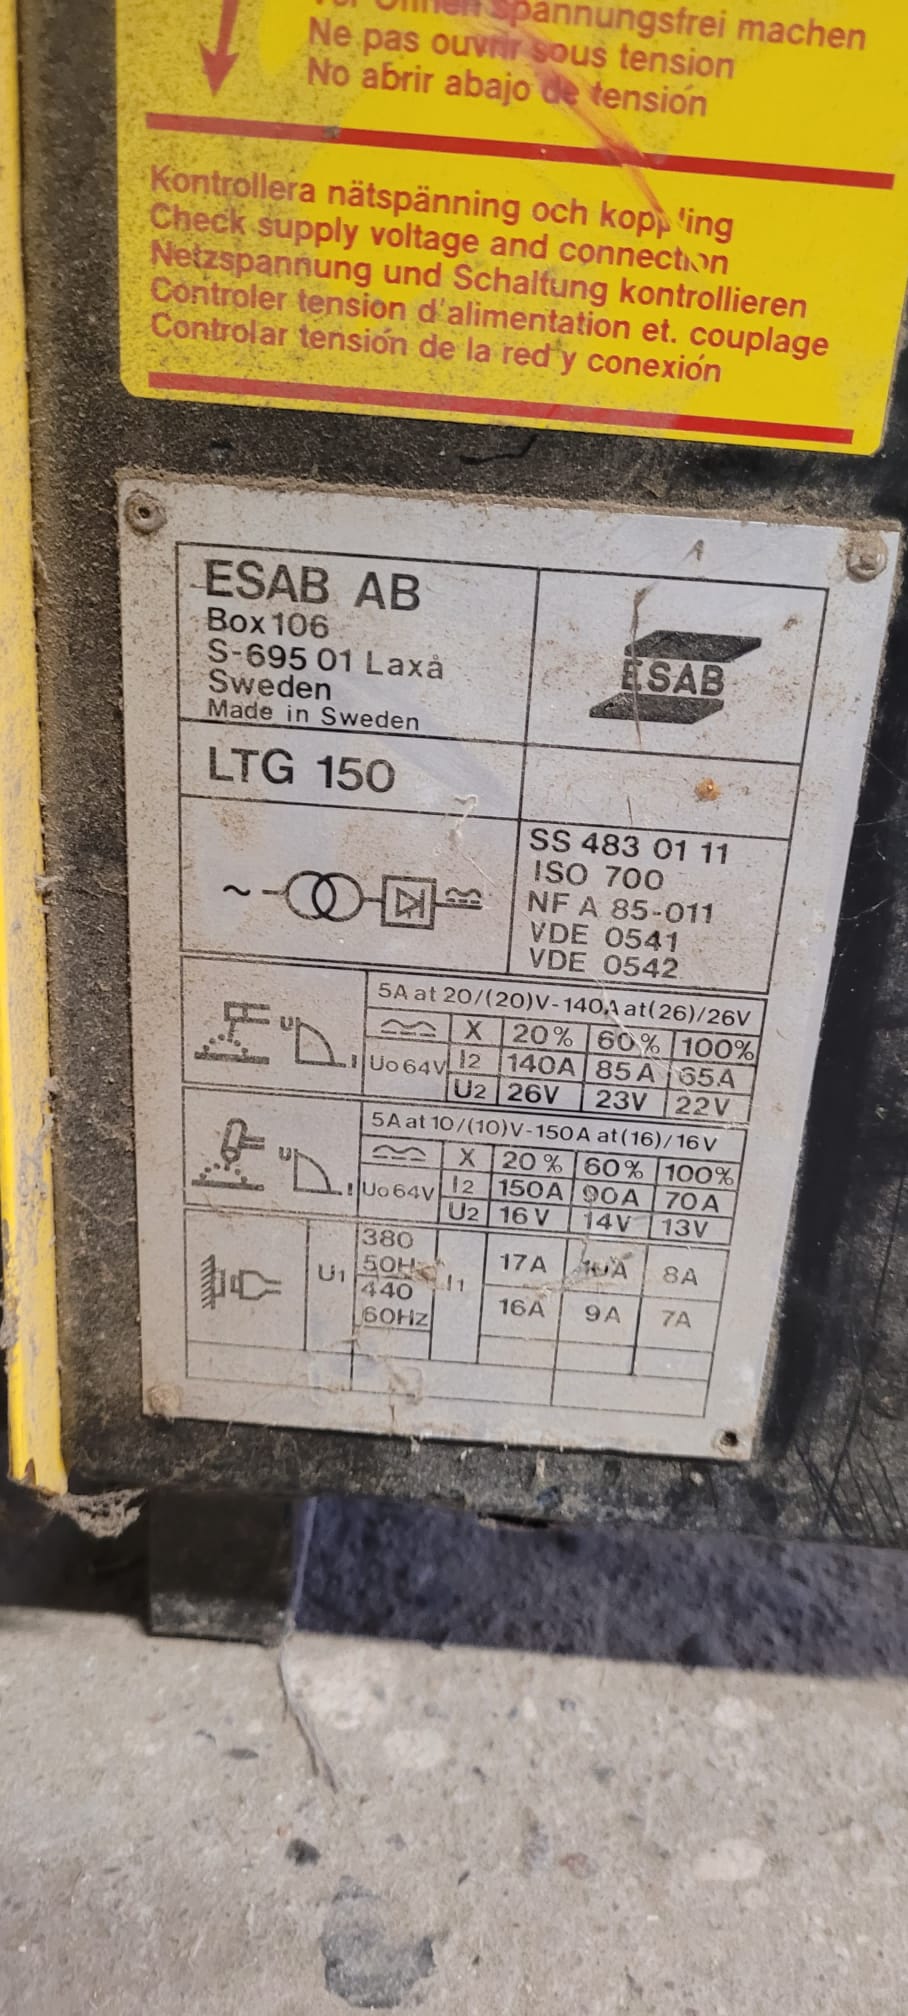 Öffnen spannungsfrei machen
Ne pas ouvrir sous tension
No abrir abajo de tensión
Kontrollera nätspänning och koppling
Check supply voltage and connection
Netzspannung und Schaltung kontrollieren
Controler tension d'alimentation et. couplage
Controlar tensión de la red y conexión
ESAB AB
Box 106
S-695 01 Laxå
Sweden
Made in Sweden
ESAB
LTG 150
SS 483 01 11
ISO 700
NF A 85-011
VDE 0541
VDE 0542
5A at 20/(20)V-140A at(26)/26V
X 20% 60% 100%
U I Uo 64V I2 140A 85A 65A
U2 26V 23V 22V
5A at 10/(10)V-150A at(16)/16V
X 20% 60% 100%
U I Uo 64V I2 150A 90A 70A
U2 16V 14V 13V
U1 380 50Hz I1 17A 10A 8A
440 60Hz 16A 9A 7A